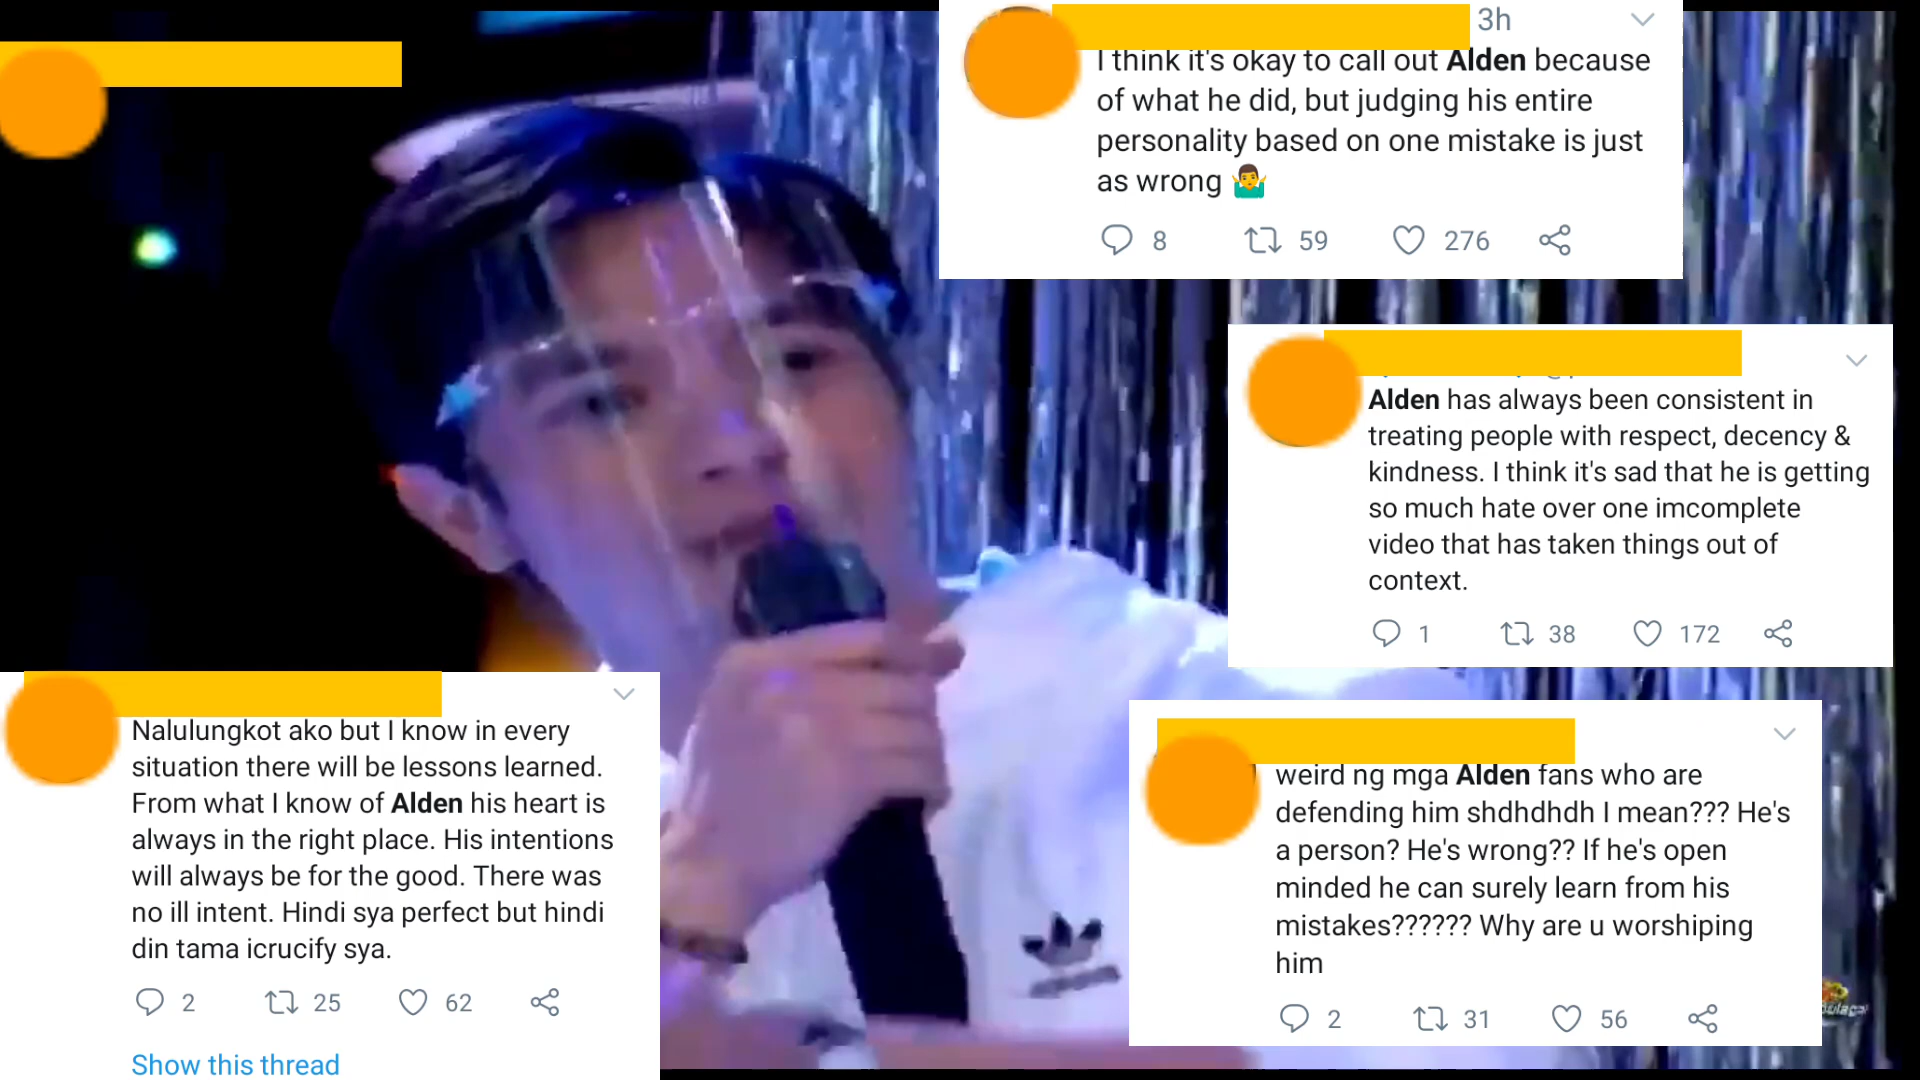 3h
I think it's okay to call out Alden because
of what he did, but judging his entire
personality based on one mistake is just
as wrong 🤷‍♂️
8 59 276
Alden has always been consistent in
treating people with respect, decency &
kindness. I think it's sad that he is getting
so much hate over one imcomplete
video that has taken things out of
context.
1 38 172
Nalulungkot ako but I know in every
situation there will be lessons learned.
From what I know of Alden his heart is
always in the right place. His intentions
will always be for the good. There was
no ill intent. Hindi sya perfect but hindi
din tama icrucify sya.
2 25 62
Show this thread
weird ng mga Alden fans who are
defending him shdhdhdh I mean??? He's
a person? He's wrong?? If he's open
minded he can surely learn from his
mistakes?????? Why are u worshiping
him
2 31 56